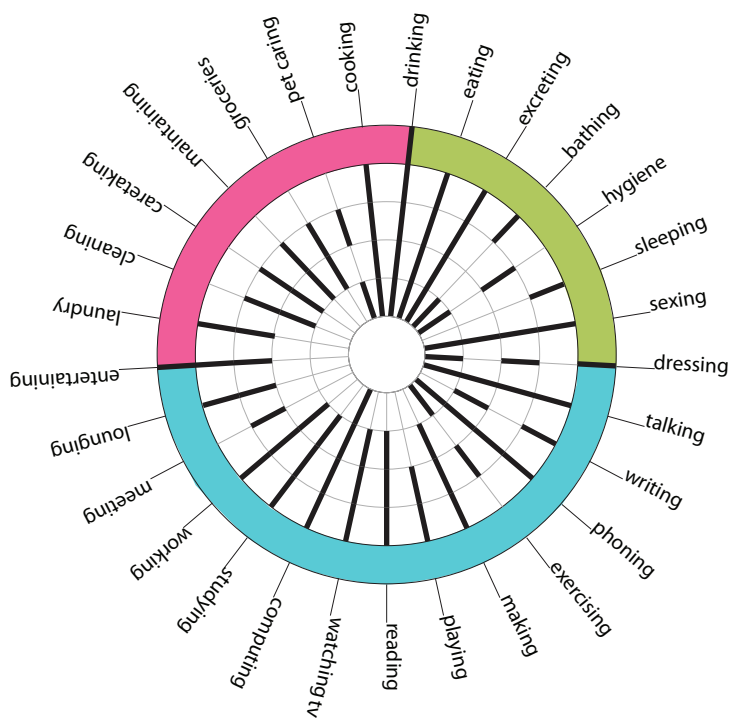 drinking
eating
excreting
bathing
hygiene
sleeping
sexing
dressing
talking
writing
phoning
exercising
making
playing
reading
watching tv
computing
studying
working
meeting
lounging
entertaining
laundry
cleaning
caretaking
maintaining
groceries
pet caring
cooking